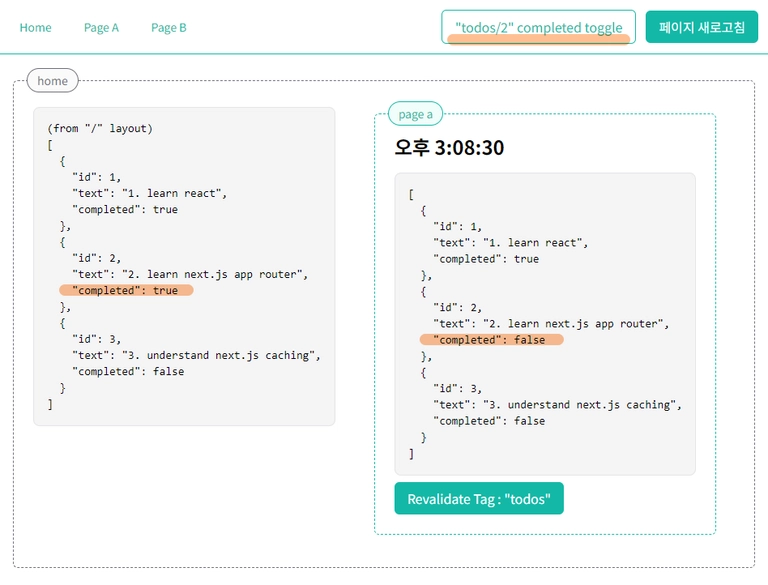 Home Page A Page B "todos/2" completed toggle 페이지 새로고침
home
(from "/" layout)
[
  {
    "id": 1,
    "text": "1. learn react",
    "completed": true
  },
  {
    "id": 2,
    "text": "2. learn next.js app router",
    "completed": true
  },
  {
    "id": 3,
    "text": "3. understand next.js caching",
    "completed": false
  }
]
page a
오후 3:08:30
[
  {
    "id": 1,
    "text": "1. learn react",
    "completed": true
  },
  {
    "id": 2,
    "text": "2. learn next.js app router",
    "completed": false
  },
  {
    "id": 3,
    "text": "3. understand next.js caching",
    "completed": false
  }
]
Revalidate Tag : "todos"